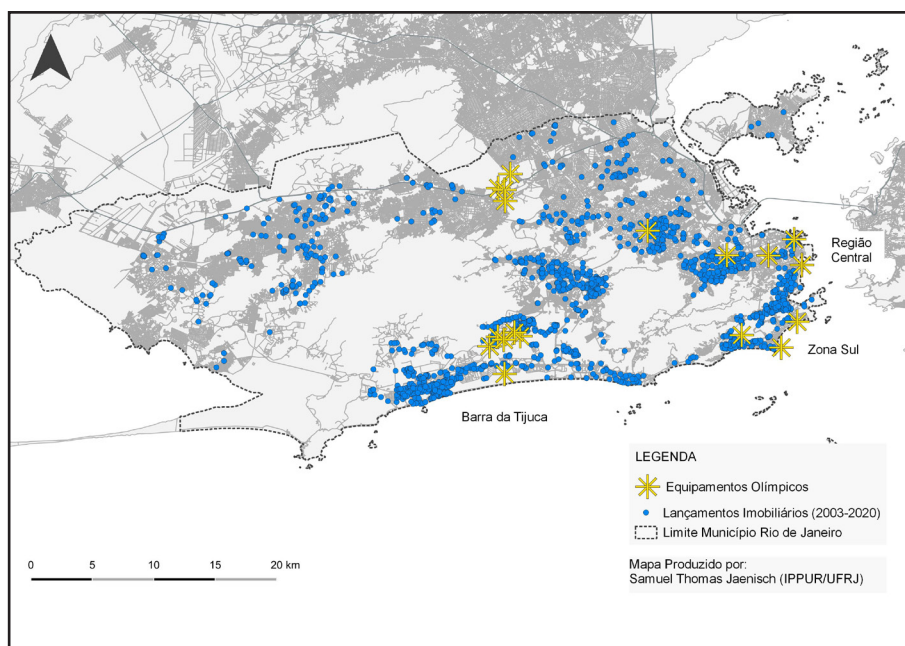 Região
Central
Zona Sul
Barra da Tijuca
LEGENDA
Equipamentos Olímpicos
Lançamentos Imobiliários (2003-2020)
Limite Município Rio de Janeiro
0 5 10 15 20 km
Mapa Produzido por:
Samuel Thomas Jaenisch (IPPUR/UFRJ)